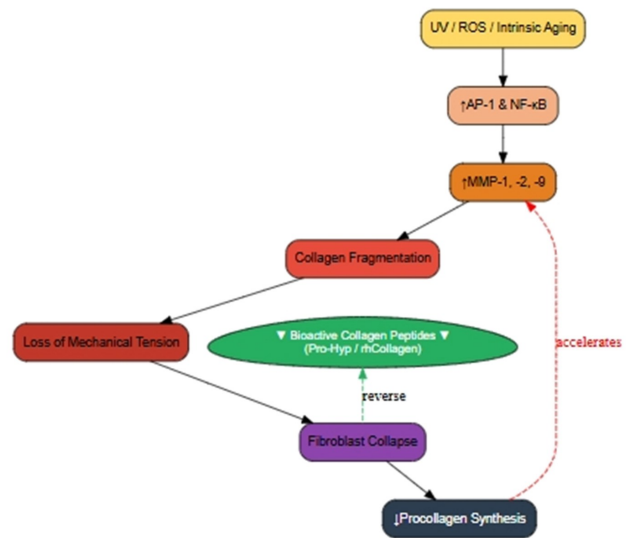 UV / ROS / Intrinsic Aging
↑AP-1 & NF-κB
↑MMP-1, -2, -9
Collagen Fragmentation
Loss of Mechanical Tension
▼ Bioactive Collagen Peptides ▼
(Pro-Hyp / rhCollagen)
accelerates
reverse
Fibroblast Collapse
↓Procollagen Synthesis